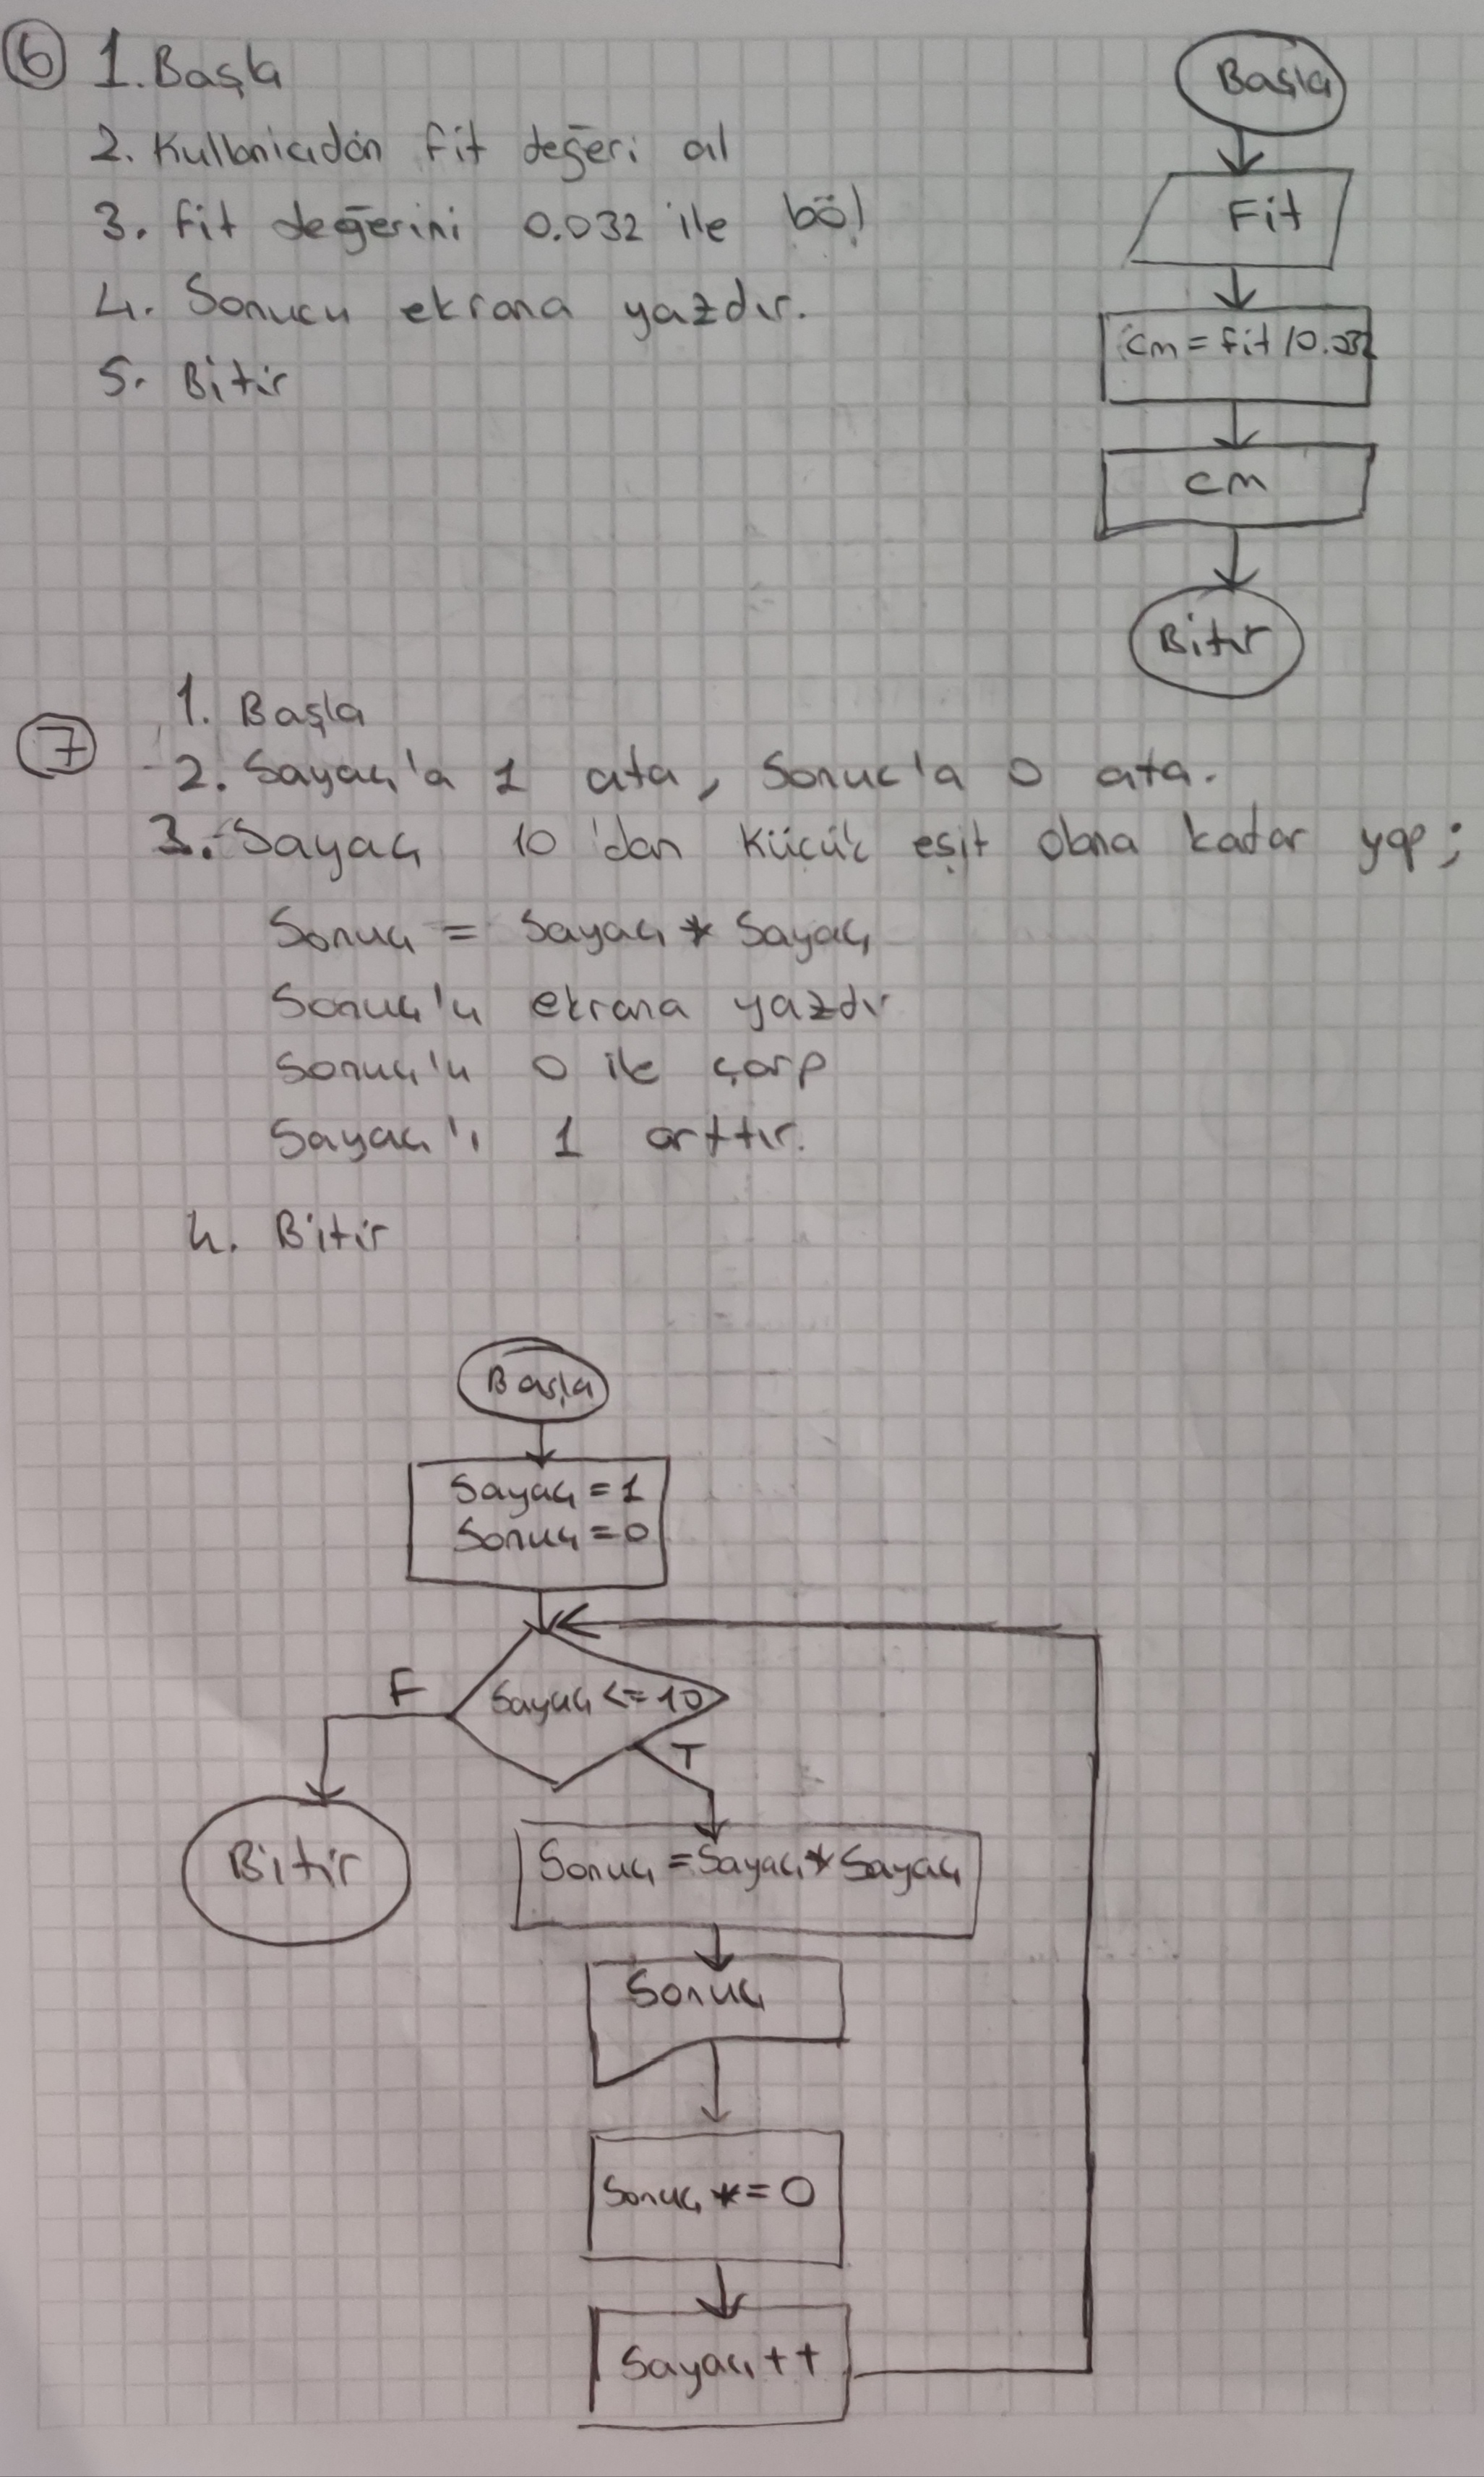 6 1. Başla
2. Kullanıcıdan fit değeri al
3. fit değerini 0.032 ile böl
4. Sonucu ekrana yazdır.
5. Bitir
Başla
Fit
cm = fit / 0.032
cm
Bitir
7
1. Başla
2. Sayaç'a 1 ata, Sonuc'a 0 ata.
3. Sayaç 10'dan küçük eşit olana kadar yap;
Sonuç = Sayaç * Sayaç
Sonuç'u ekrana yazdır
Sonuç'u 0 ile çarp
Sayaç'ı 1 arttır.
4. Bitir
Başla
Sayaç = 1
Sonuç = 0
Sayaç <= 10
F
T
Bitir
Sonuç = Sayaç * Sayaç
Sonuç
Sonuç *= 0
Sayaç ++